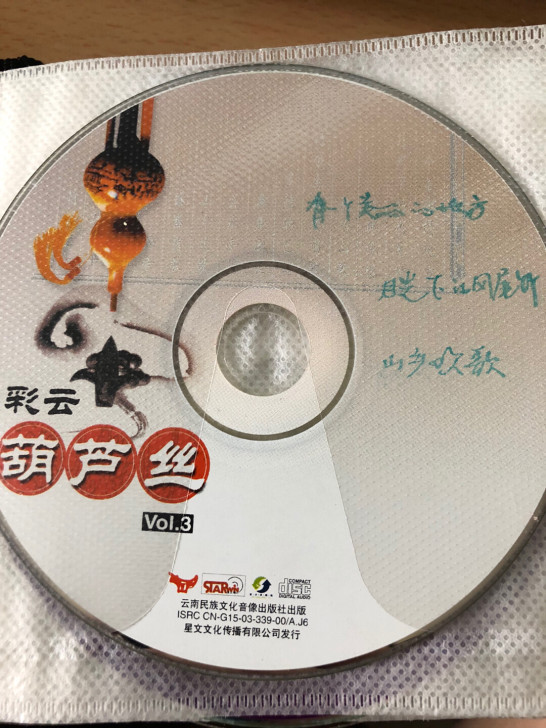 有个美丽的地方
月光下的凤尾竹
山乡欢歌
彩云
葫芦丝
Vol.3
STARWIN
COMPACT
disc
DIGITAL AUDIO
云南民族文化音像出版社出版
ISRC CN-G15-03-339-00/A.J6
星文文化传播有限公司发行